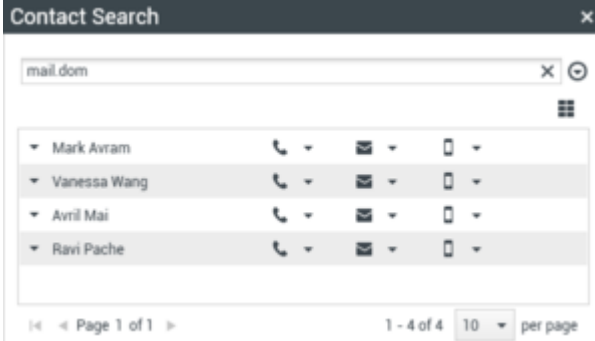 Contact Search
mail.dom
Mark Avram
Vanessa Wang
Avril Mai
Ravi Pache
Page 1 of 1 1 - 4 of 4 10 per page